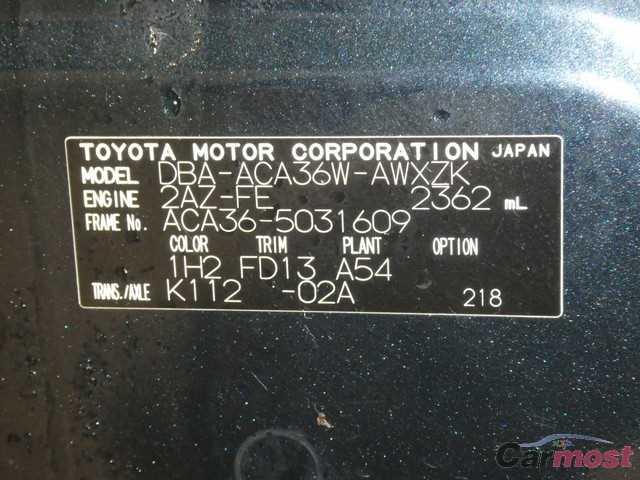 TOYOTA MOTOR CORPORATION JAPAN
MODEL DBA-ACA36W-AWXZK
ENGINE 2AZ-FE 2362 mL
FRAME No. ACA36-5031609
COLOR TRIM PLANT OPTION
1H2 FD13 A54
TRANS./AXLE K112 -02A 218
Carmost